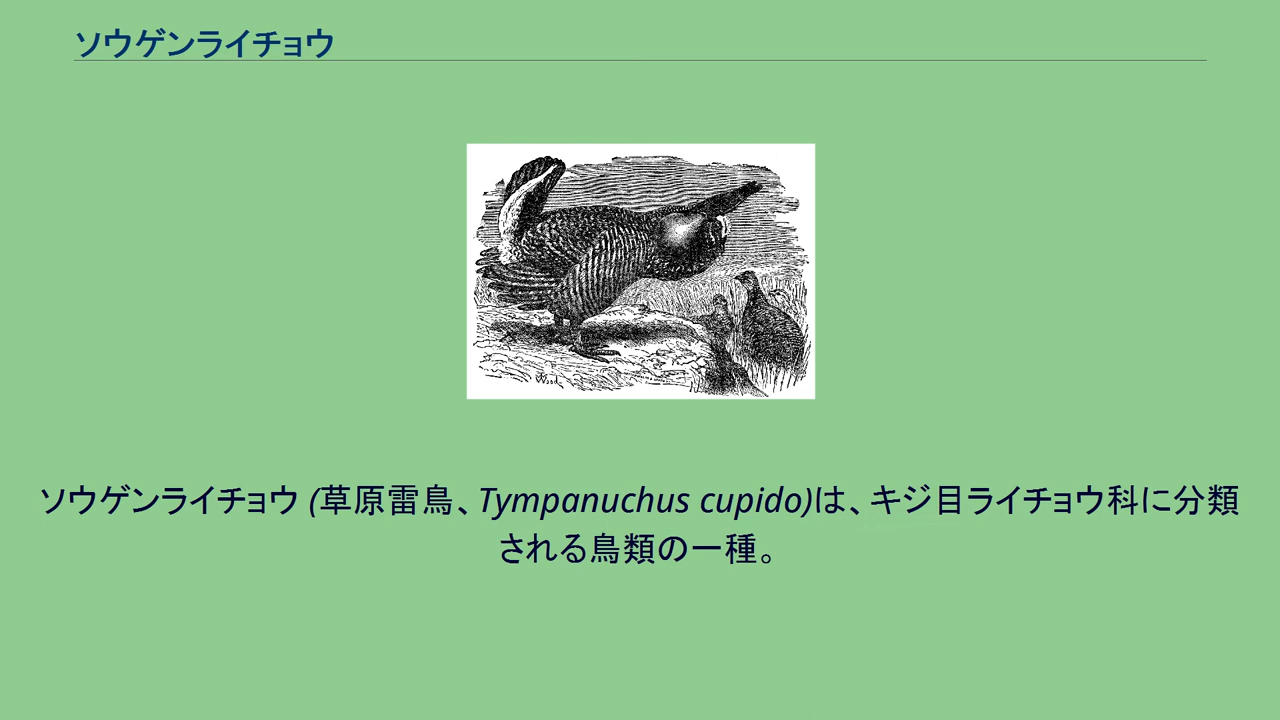 ソウゲンライチョウ
Wood
ソウゲンライチョウ (草原雷鳥、Tympanuchus cupido)は、キジ目ライチョウ科に分類
される鳥類の一種。